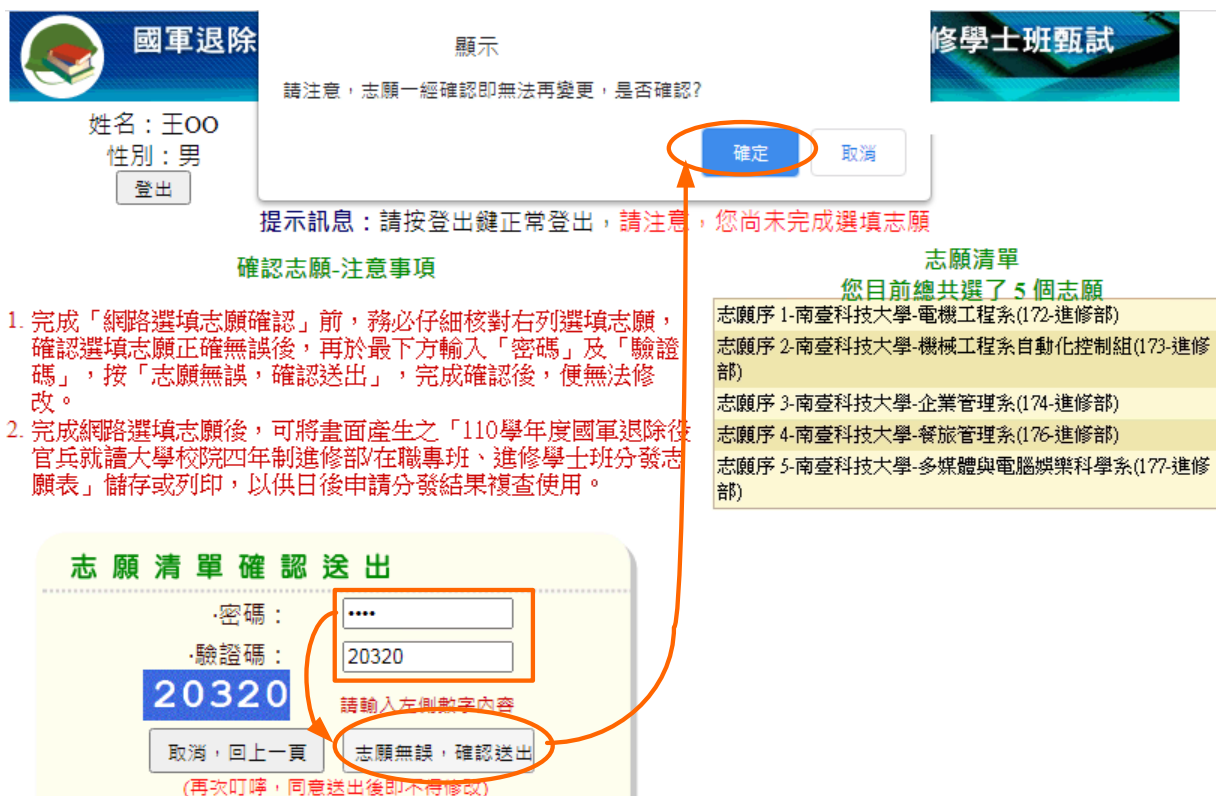 國軍退除
修學士班甄試
顯示
請注意，志願一經確認即無法再變更，是否確認?
確定
取消
姓名：王OO
性別：男
登出
提示訊息：請按登出鍵正常登出，請注意，您尚未完成選填志願
確認志願-注意事項
1. 完成「網路選填志願確認」前，務必仔細核對右列選填志願，
確認選填志願正確無誤後，再於最下方輸入「密碼」及「驗證
碼」，按「志願無誤，確認送出」，完成確認後，便無法修
改。
2. 完成網路選填志願後，可將畫面產生之「110學年度國軍退除役
官兵就讀大學校院四年制進修部/在職專班、進修學士班分發志
願表」儲存或列印，以供日後申請分發結果複查使用。
志願清單
您目前總共選了 5 個志願
志願序 1-南臺科技大學-電機工程系(172-進修部)
志願序 2-南臺科技大學-機械工程系自動化控制組(173-進修
部)
志願序 3-南臺科技大學-企業管理系(174-進修部)
志願序 4-南臺科技大學-餐旅管理系(176-進修部)
志願序 5-南臺科技大學-多媒體與電腦娛樂科學系(177-進修
部)
志願清單確認送出
·密碼：
••••
·驗證碼：
20320
20320
請輸入左側數字內容
取消，回上一頁
志願無誤，確認送出
(再次叮嚀，同意送出後即不得修改)